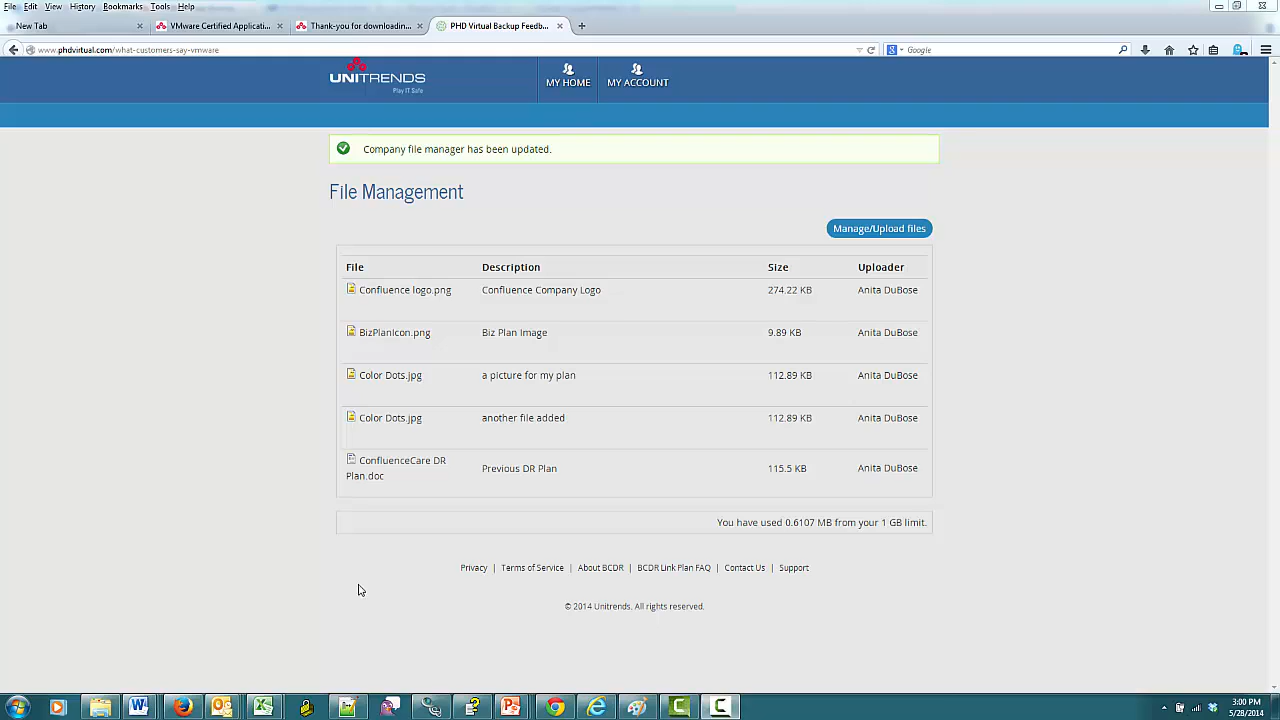 File Edit View History Bookmarks Tools Help
New Tab × VMware Certified Applicati... × Thank-you for downloadin... × PHD Virtual Backup Feedb... × +
www.phdvirtual.com/what-customers-say-vmware Google
UNITRENDS
Play IT Safe
MY HOME MY ACCOUNT
Company file manager has been updated.
File Management
Manage/Upload files
File Description Size Uploader
Confluence logo.png Confluence Company Logo 274.22 KB Anita DuBose
BizPlanIcon.png Biz Plan Image 9.89 KB Anita DuBose
Color Dots.jpg a picture for my plan 112.89 KB Anita DuBose
Color Dots.jpg another file added 112.89 KB Anita DuBose
ConfluenceCare DR
Plan.doc Previous DR Plan 115.5 KB Anita DuBose
You have used 0.6107 MB from your 1 GB limit.
Privacy | Terms of Service | About BCDR | BCDR Link Plan FAQ | Contact Us | Support
© 2014 Unitrends. All rights reserved.
3:00 PM
5/28/2014